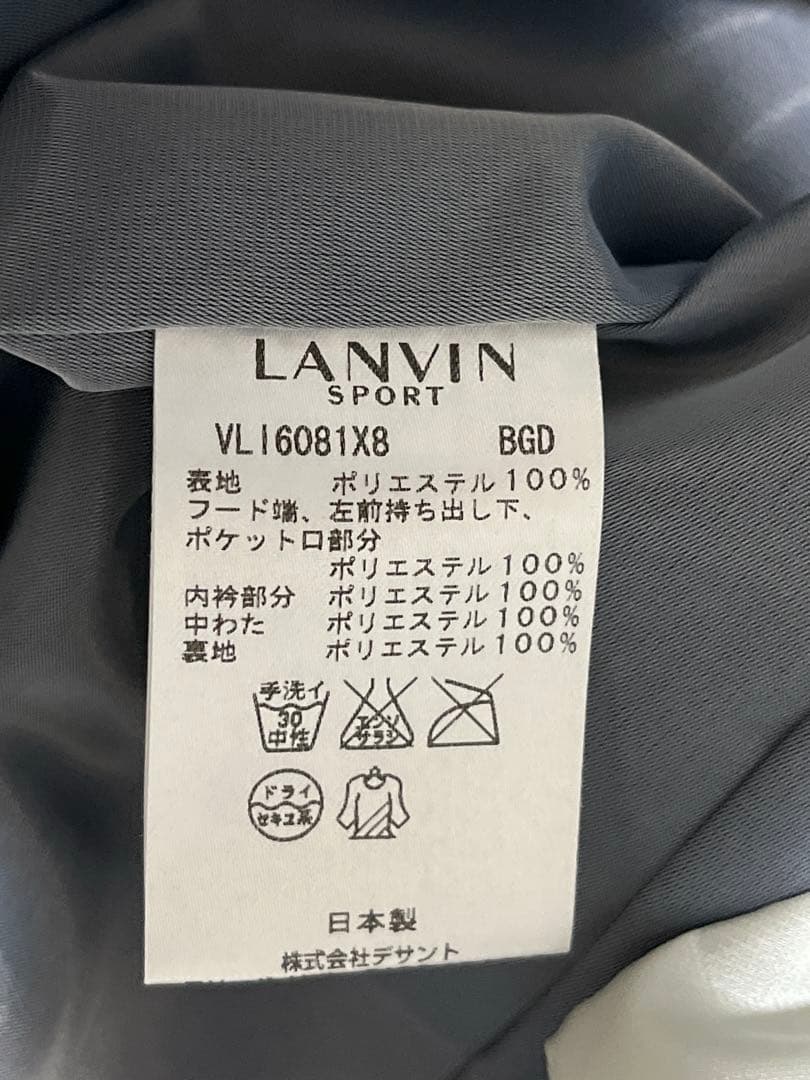 LANVIN
SPORT
VLI6081X8 BGD
表地 ポリエステル100%
フード端、左前持ち出し下、
ポケット口部分
ポリエステル100%
内衿部分 ポリエステル100%
中わた ポリエステル100%
裏地 ポリエステル100%
手洗イ
30
中性
エンソ
サラシ
ドライ
セキユ系
日本製
株式会社デサント